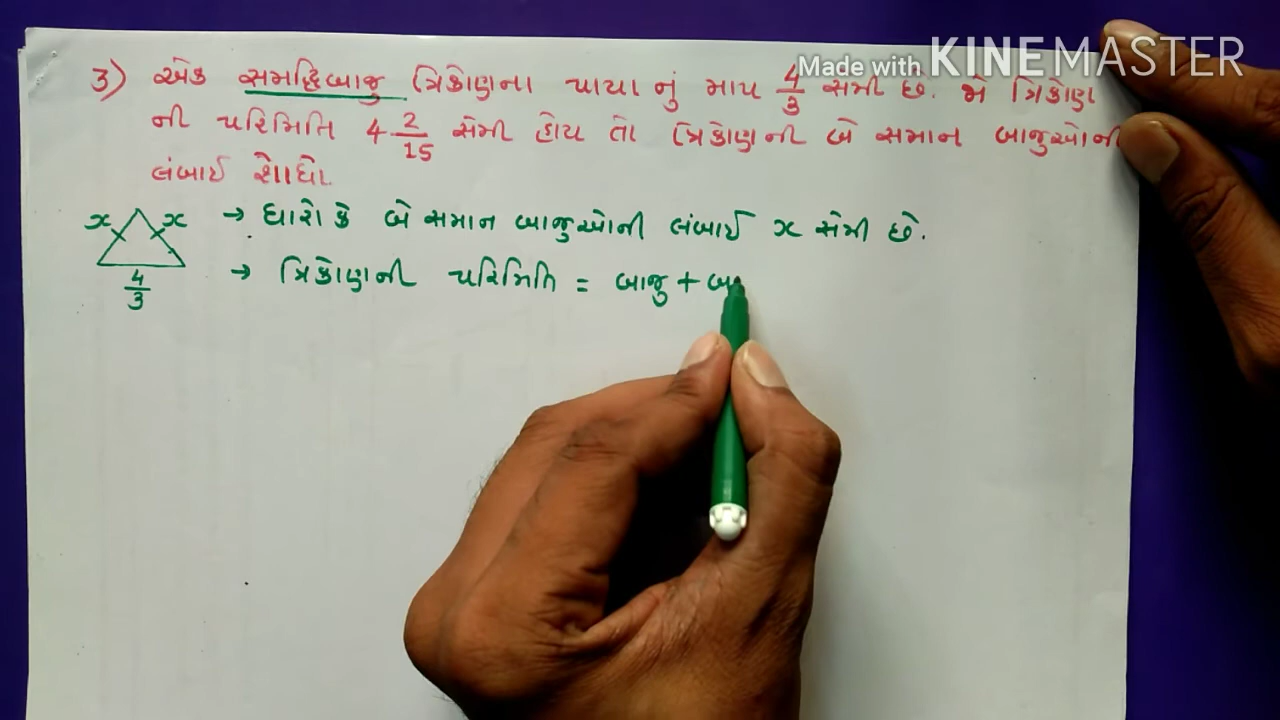 Made with KINEMASTER
3) એક સમદ્વિબાજુ ત્રિકોણના પાયા નું માપ 4/3 સેમી છે. જો ત્રિકોણ
ની પરિમિતિ 4 2/15 સેમી હોય તો ત્રિકોણની બે સમાન બાજુઓની
લંબાઈ શોધો.
x x → ધારો કે બે સમાન બાજુઓની લંબાઈ x સેમી છે.
4/3 → ત્રિકોણની પરિમિતિ = બાજુ + બા